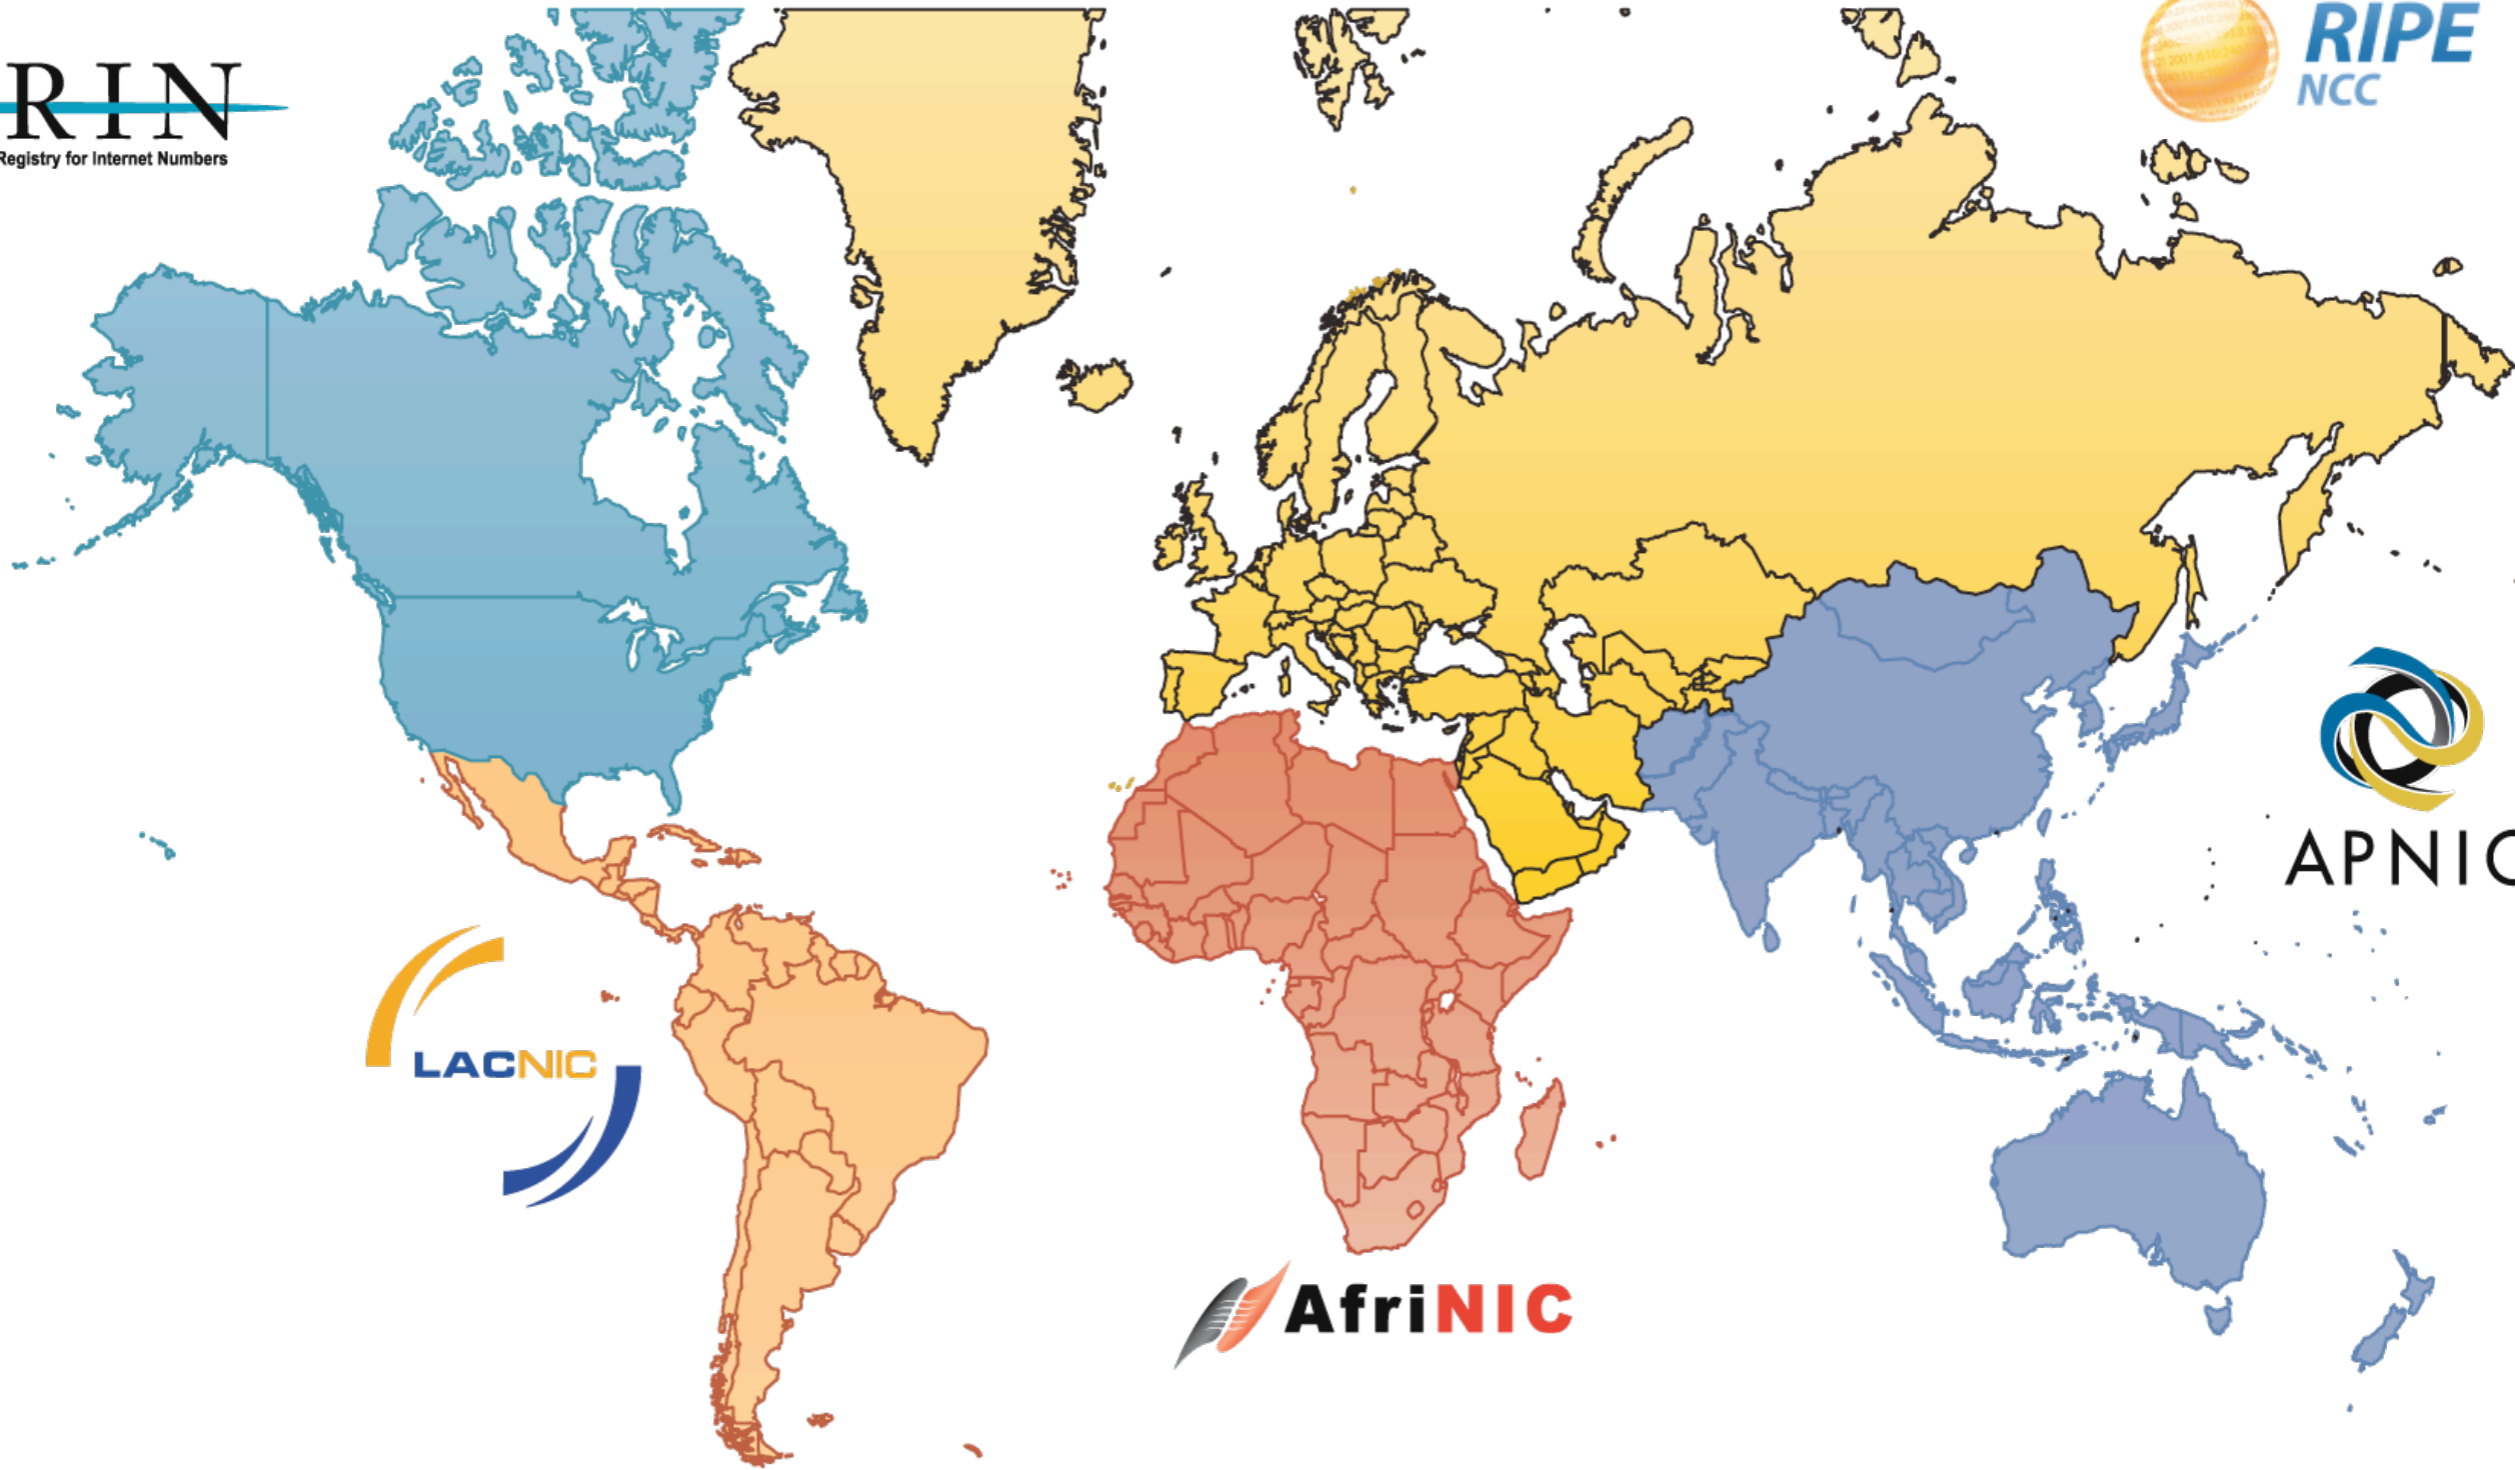 RIN
Registry for Internet Numbers
RIPE
NCC
APNIC
LACNIC
AfriNIC